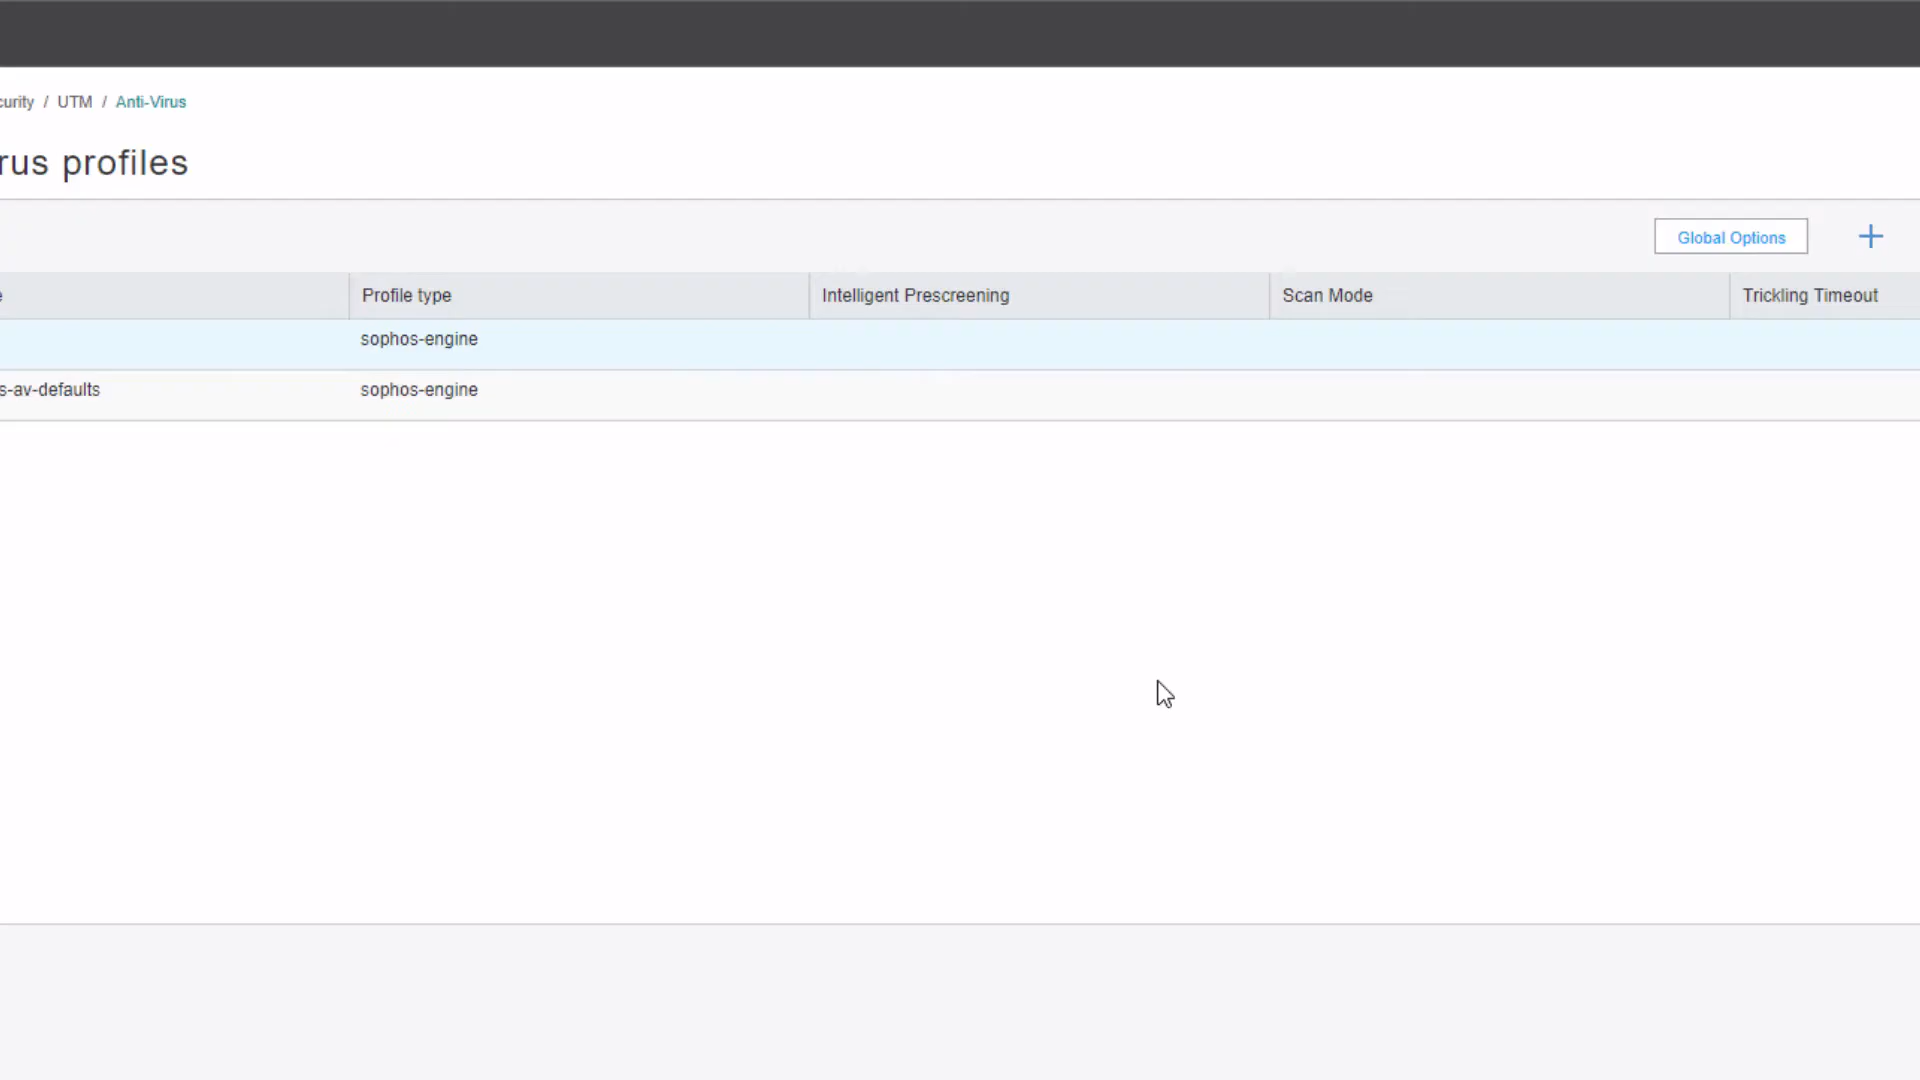 curity / UTM / Anti-Virus
rus profiles
Global Options
e Profile type Intelligent Prescreening Scan Mode Trickling Timeout
sophos-engine
s-av-defaults sophos-engine